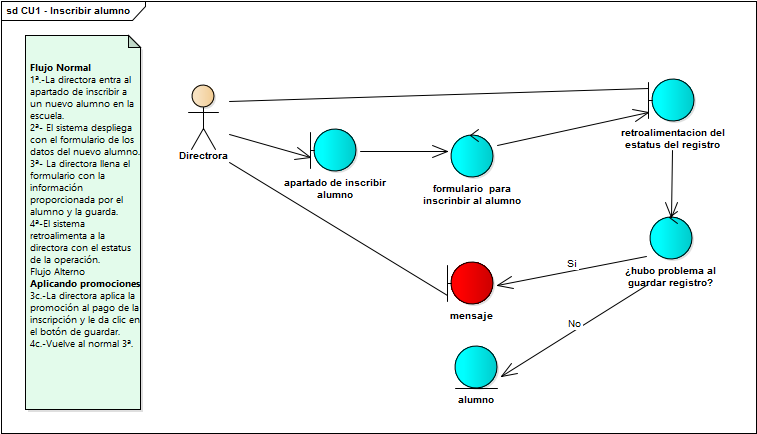 sd CU1 - Inscribir alumno
Flujo Normal
1ª.-La directora entra al
apartado de inscribir a
un nuevo alumno en la
escuela.
2ª- El sistema despliega
con el formulario de los
datos del nuevo alumno.
3ª- La directora llena el
formulario con la
información
proporcionada por el
alumno y la guarda.
4ª-El sistema
retroalimenta a la
directora con el estatus
de la operación.
Flujo Alterno
Aplicando promociones
3c.-La directora aplica la
promoción al pago de la
inscripción y le da clic en
el botón de guardar.
4c.-Vuelve al normal 3ª.
Directrora
apartado de inscribir
alumno
formulario para
inscrinbir al alumno
retroalimentacion del
estatus del registro
¿hubo problema al
guardar registro?
Si
mensaje
No
alumno